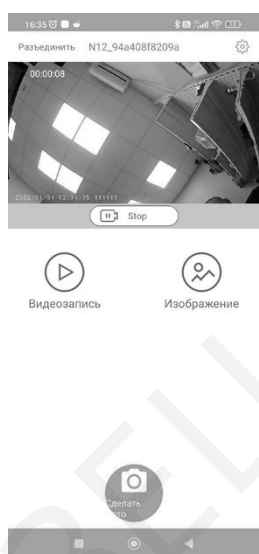 16:35
Разъединить N12_94a408f8209a
00:00:08
Stop
Видеозапись
Изображение
Сделать